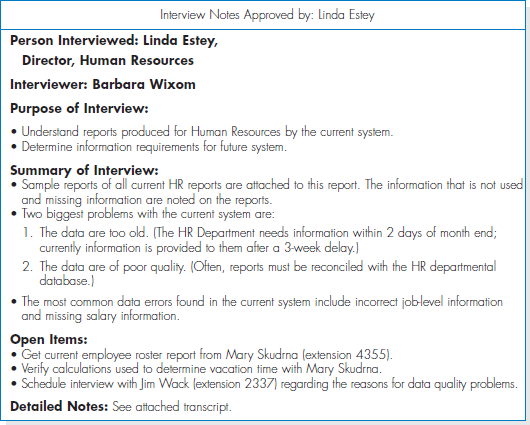 Interview Notes Approved by: Linda Estey
Person Interviewed: Linda Estey,
Director, Human Resources
Interviewer: Barbara Wixom
Purpose of Interview:
• Understand reports produced for Human Resources by the current system.
• Determine information requirements for future system.
Summary of Interview:
• Sample reports of all current HR reports are attached to this report. The information that is not used
and missing information are noted on the reports.
• Two biggest problems with the current system are:
1. The data are too old. (The HR Department needs information within 2 days of month end;
currently information is provided to them after a 3-week delay.)
2. The data are of poor quality. (Often, reports must be reconciled with the HR departmental
database.)
• The most common data errors found in the current system include incorrect job-level information
and missing salary information.
Open Items:
• Get current employee roster report from Mary Skudrna (extension 4355).
• Verify calculations used to determine vacation time with Mary Skudrna.
• Schedule interview with Jim Wack (extension 2337) regarding the reasons for data quality problems.
Detailed Notes: See attached transcript.